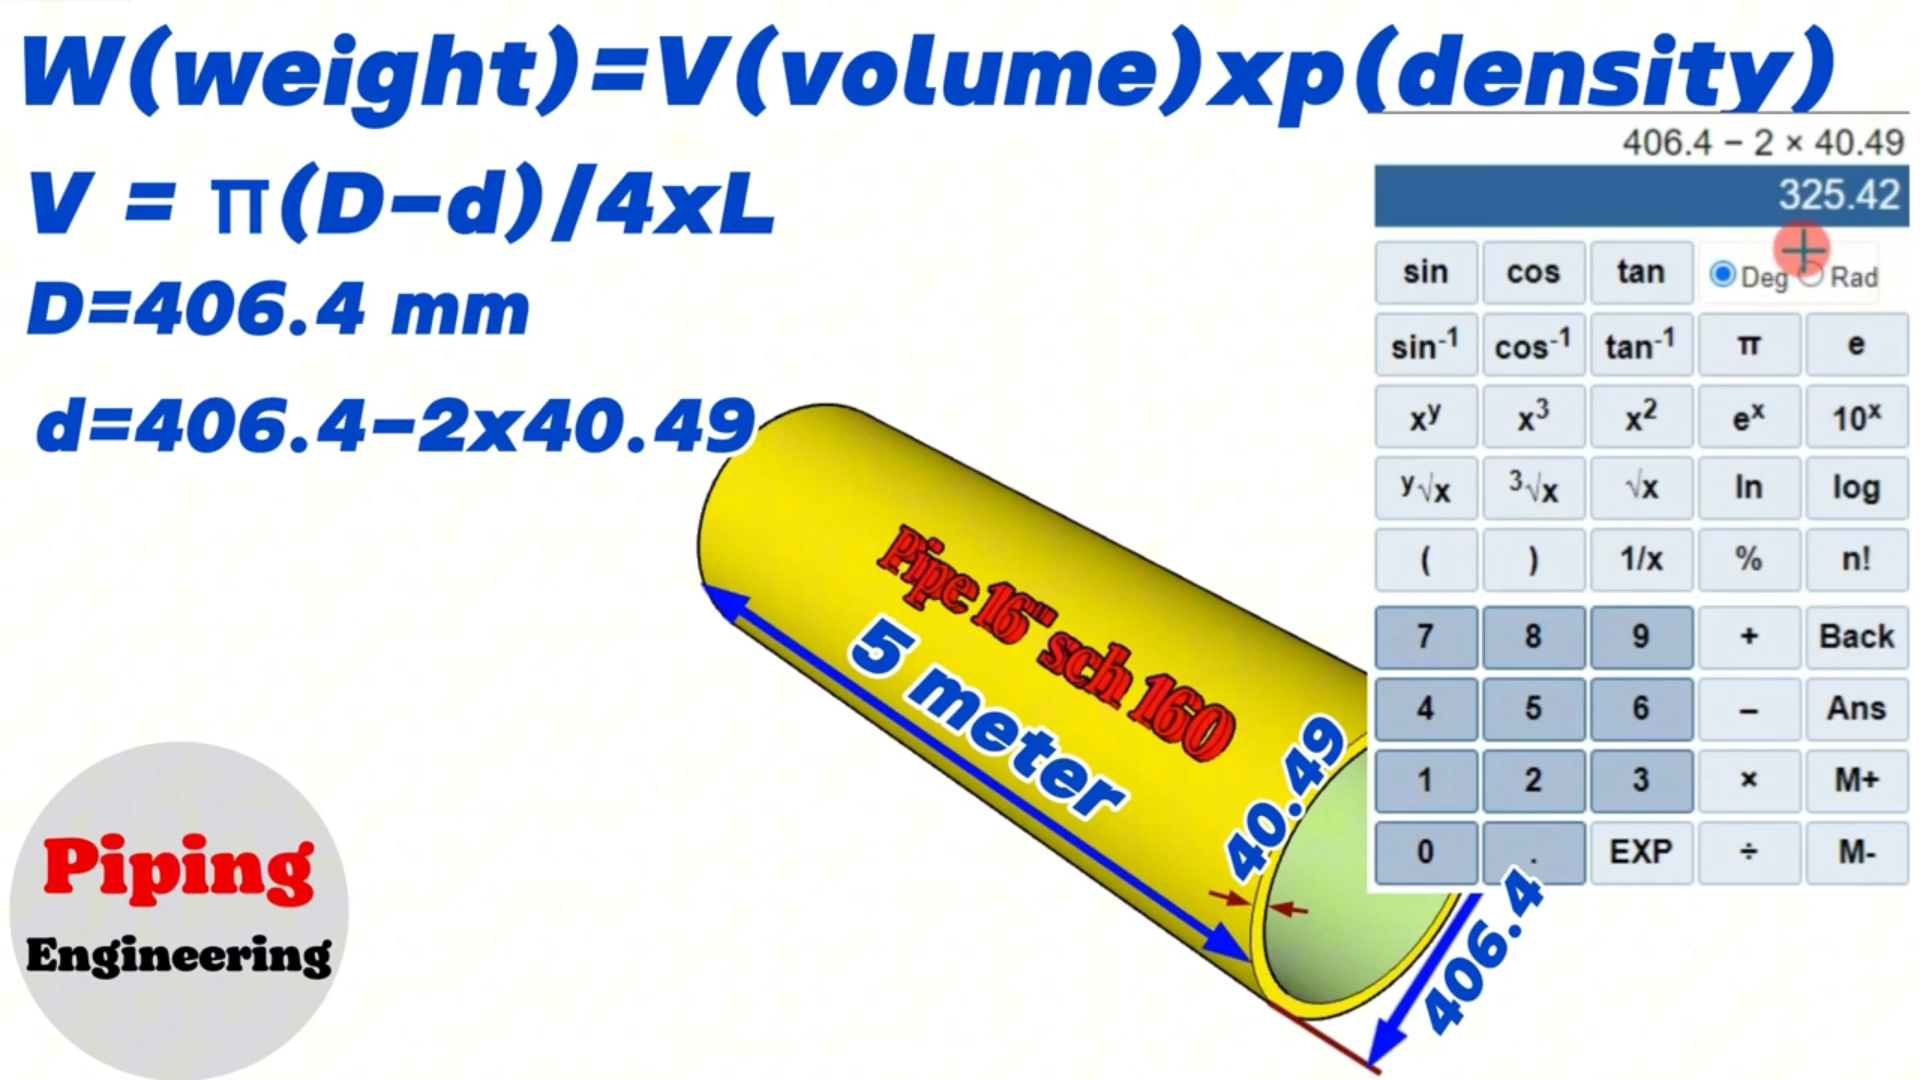 W(weight)=V(volume)xp(density)
V = π(D-d)/4xL
D=406.4 mm
d=406.4-2x40.49
406.4 − 2 × 40.49
325.42
sin cos tan Deg Rad
sin-1 cos-1 tan-1 π e
xy x3 x2 ex 10x
y√x 3√x √x ln log
( ) 1/x % n!
7 8 9 + Back
4 5 6 – Ans
1 2 3 × M+
0 . EXP ÷ M-
Pipe 16" sch 160
5 meter
40.49
406.4
Piping
Engineering